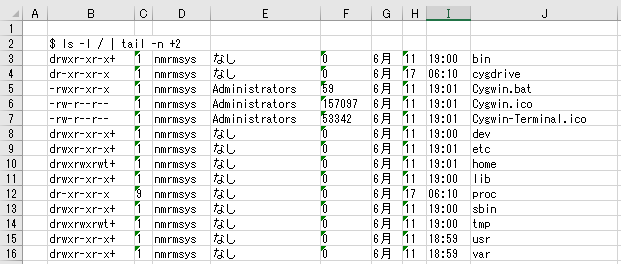 A B C D E F G H I J
1
2 $ ls -l / | tail -n +2
3 drwxr-xr-x+ 1 nmrmsys なし 0 6月 11 19:00 bin
4 dr-xr-xr-x 1 nmrmsys なし 0 6月 17 06:10 cygdrive
5 -rwxr-xr-x 1 nmrmsys Administrators 59 6月 11 19:01 Cygwin.bat
6 -rw-r--r-- 1 nmrmsys Administrators 157097 6月 11 19:01 Cygwin.ico
7 -rw-r--r-- 1 nmrmsys Administrators 53342 6月 11 19:01 Cygwin-Terminal.ico
8 drwxr-xr-x+ 1 nmrmsys なし 0 6月 11 19:00 dev
9 drwxr-xr-x+ 1 nmrmsys なし 0 6月 11 19:01 etc
10 drwxrwxrwt+ 1 nmrmsys なし 0 6月 11 19:01 home
11 drwxr-xr-x+ 1 nmrmsys なし 0 6月 11 19:00 lib
12 dr-xr-xr-x 9 nmrmsys なし 0 6月 17 06:10 proc
13 drwxr-xr-x+ 1 nmrmsys なし 0 6月 11 19:00 sbin
14 drwxrwxrwt+ 1 nmrmsys なし 0 6月 11 19:00 tmp
15 drwxr-xr-x+ 1 nmrmsys なし 0 6月 11 18:59 usr
16 drwxr-xr-x+ 1 nmrmsys なし 0 6月 11 18:59 var